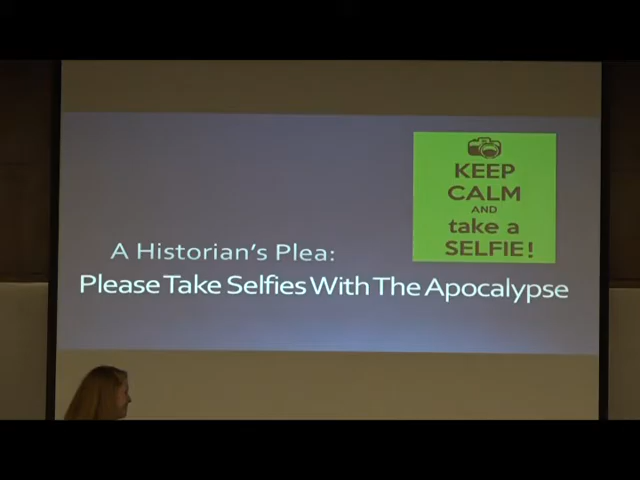 KEEP
CALM
AND
take a
SELFIE!
A Historian's Plea:
Please Take Selfies With The Apocalypse